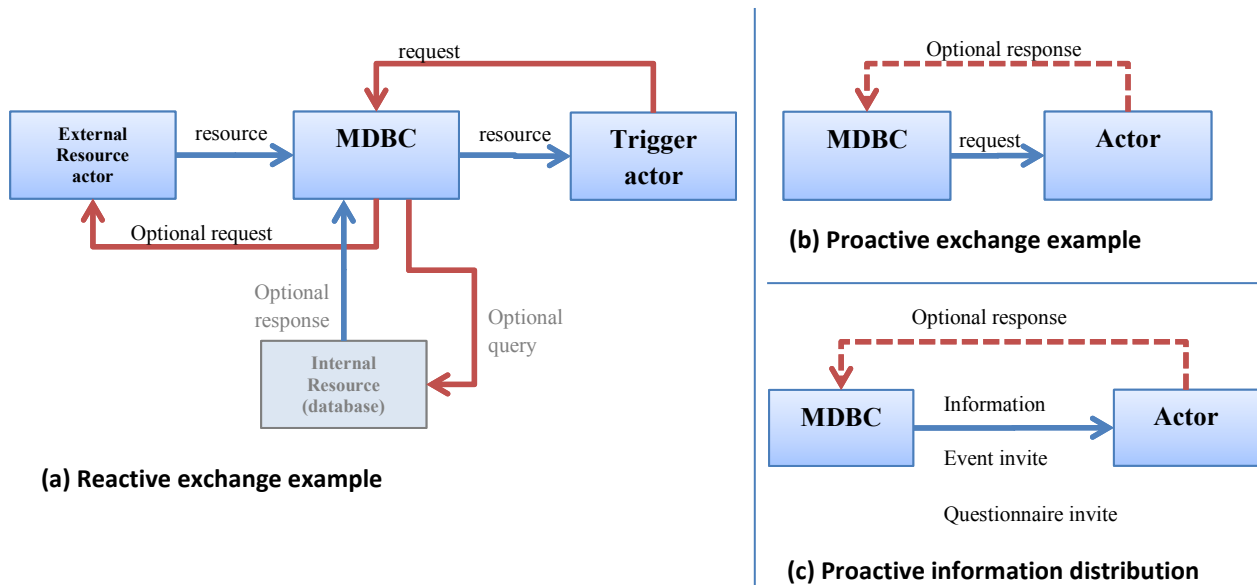 request
External
Resource
actor
resource
MDBC
resource
Trigger
actor
Optional request
Optional
response
Optional
query
Internal
Resource
(database)
(a) Reactive exchange example
Optional response
MDBC
request
Actor
(b) Proactive exchange example
Optional response
MDBC
Information
Actor
Event invite
Questionnaire invite
(c) Proactive information distribution